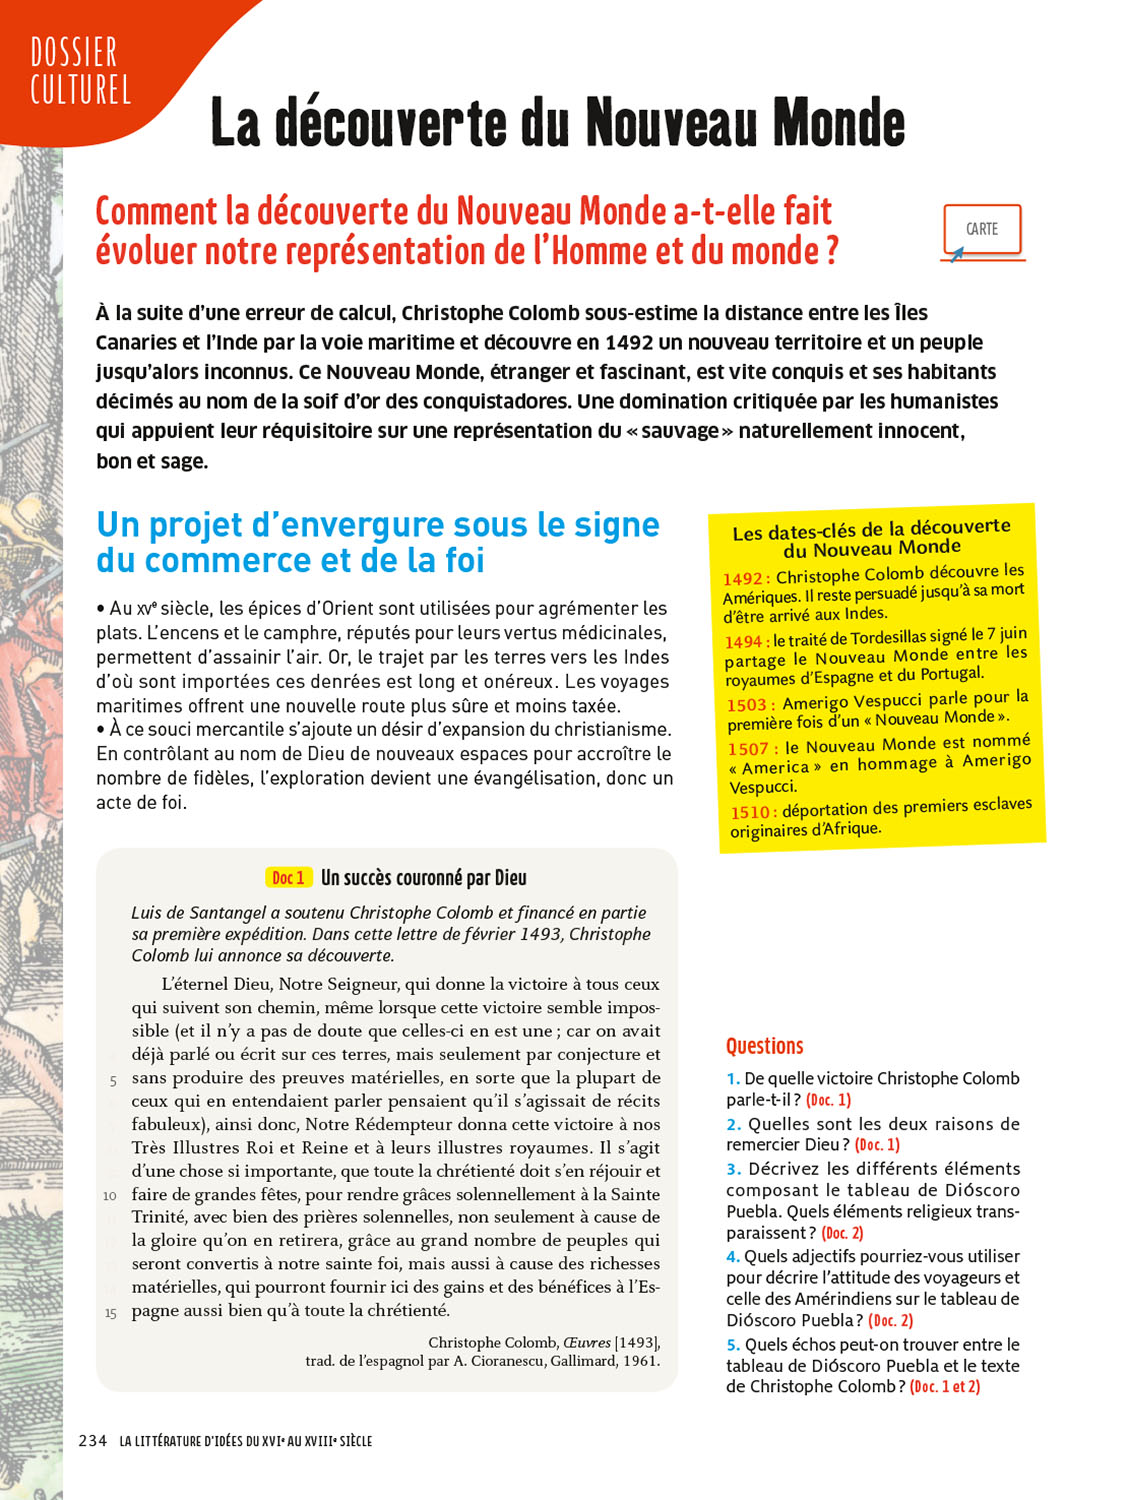 DOSSIER
CULTUREL
La découverte du Nouveau Monde
Comment la découverte du Nouveau Monde a-t-elle fait
évoluer notre représentation de l'Homme et du monde ?
CARTE
À la suite d'une erreur de calcul, Christophe Colomb sous-estime la distance entre les Îles
Canaries et l'Inde par la voie maritime et découvre en 1492 un nouveau territoire et un peuple
jusqu'alors inconnus. Ce Nouveau Monde, étranger et fascinant, est vite conquis et ses habitants
décimés au nom de la soif d'or des conquistadores. Une domination critiquée par les humanistes
qui appuient leur réquisitoire sur une représentation du « sauvage » naturellement innocent,
bon et sage.
Un projet d'envergure sous le signe
du commerce et de la foi
• Au XVe siècle, les épices d'Orient sont utilisées pour agrémenter les
plats. L'encens et le camphre, réputés pour leurs vertus médicinales,
permettent d'assainir l'air. Or, le trajet par les terres vers les Indes
d'où sont importées ces denrées est long et onéreux. Les voyages
maritimes offrent une nouvelle route plus sûre et moins taxée.
• À ce souci mercantile s'ajoute un désir d'expansion du christianisme.
En contrôlant au nom de Dieu de nouveaux espaces pour accroître le
nombre de fidèles, l'exploration devient une évangélisation, donc un
acte de foi.
Les dates-clés de la découverte
du Nouveau Monde
1492 : Christophe Colomb découvre les
Amériques. Il reste persuadé jusqu'à sa mort
d'être arrivé aux Indes.
1494 : le traité de Tordesillas signé le 7 juin
partage le Nouveau Monde entre les
royaumes d'Espagne et du Portugal.
1503 : Amerigo Vespucci parle pour la
première fois d'un « Nouveau Monde ».
1507 : le Nouveau Monde est nommé
« America » en hommage à Amerigo
Vespucci.
1510 : déportation des premiers esclaves
originaires d'Afrique.
Doc 1 Un succès couronné par Dieu
Luis de Santangel a soutenu Christophe Colomb et financé en partie
sa première expédition. Dans cette lettre de février 1493, Christophe
Colomb lui annonce sa découverte.
L'éternel Dieu, Notre Seigneur, qui donne la victoire à tous ceux
qui suivent son chemin, même lorsque cette victoire semble impos-
sible (et il n'y a pas de doute que celles-ci en est une ; car on avait
déjà parlé ou écrit sur ces terres, mais seulement par conjecture et
5 sans produire des preuves matérielles, en sorte que la plupart de
ceux qui en entendaient parler pensaient qu'il s'agissait de récits
fabuleux), ainsi donc, Notre Rédempteur donna cette victoire à nos
Très Illustres Roi et Reine et à leurs illustres royaumes. Il s'agit
d'une chose si importante, que toute la chrétienté doit s'en réjouir et
10 faire de grandes fêtes, pour rendre grâces solennellement à la Sainte
Trinité, avec bien des prières solennelles, non seulement à cause de
la gloire qu'on en retirera, grâce au grand nombre de peuples qui
seront convertis à notre sainte foi, mais aussi à cause des richesses
matérielles, qui pourront fournir ici des gains et des bénéfices à l'Es-
15 pagne aussi bien qu'à toute la chrétienté.
Christophe Colomb, Œuvres [1493],
trad. de l'espagnol par A. Cioranescu, Gallimard, 1961.
Questions
1. De quelle victoire Christophe Colomb
parle-t-il ? (Doc. 1)
2. Quelles sont les deux raisons de
remercier Dieu ? (Doc. 1)
3. Décrivez les différents éléments
composant le tableau de Dióscoro
Puebla. Quels éléments religieux trans-
paraissent ? (Doc. 2)
4. Quels adjectifs pourriez-vous utiliser
pour décrire l'attitude des voyageurs et
celle des Amérindiens sur le tableau de
Dióscoro Puebla ? (Doc. 2)
5. Quels échos peut-on trouver entre le
tableau de Dióscoro Puebla et le texte
de Christophe Colomb ? (Doc. 1 et 2)
234 LA LITTÉRATURE D'IDÉES DU XVIe AU XVIIIe SIÈCLE